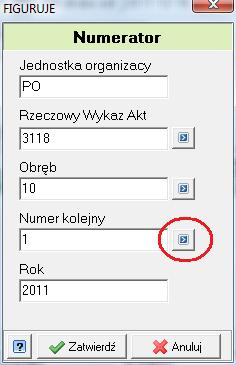 FIGURUJE
Numerator
Jednostka organizacy
PO
Rzeczowy Wykaz Akt
3118
Obręb
10
Numer kolejny
1
Rok
2011
? Zatwierdź Anuluj